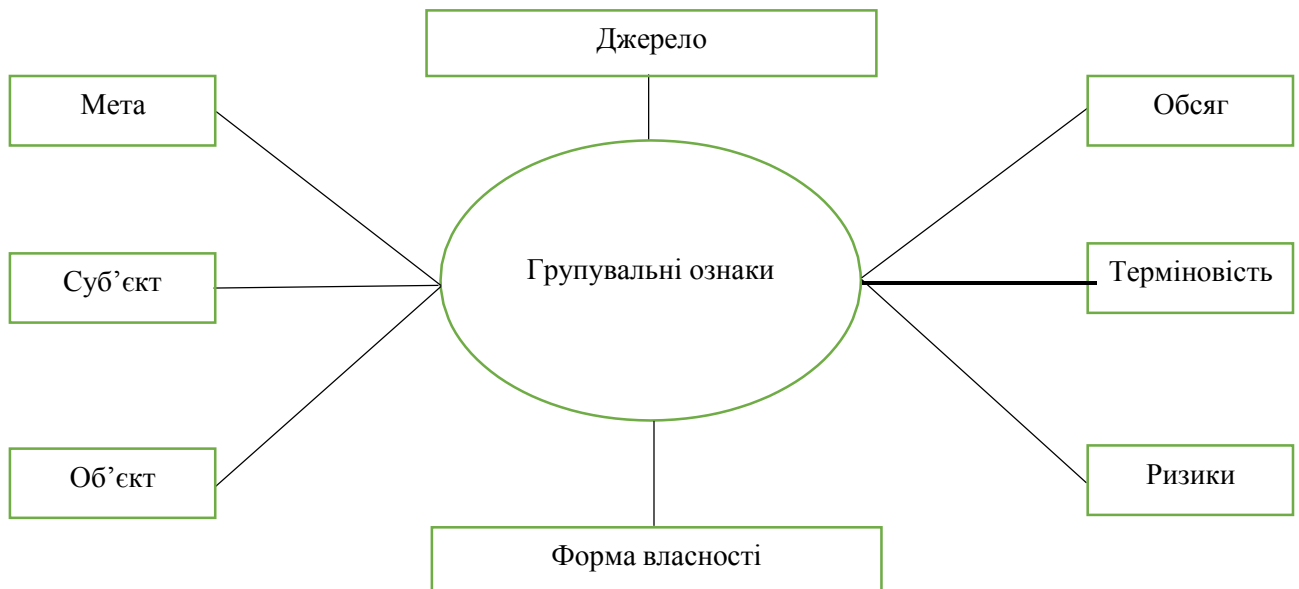 Джерело
Мета
Обсяг
Групувальні ознаки
Суб’єкт
Терміновість
Об’єкт
Ризики
Форма власності